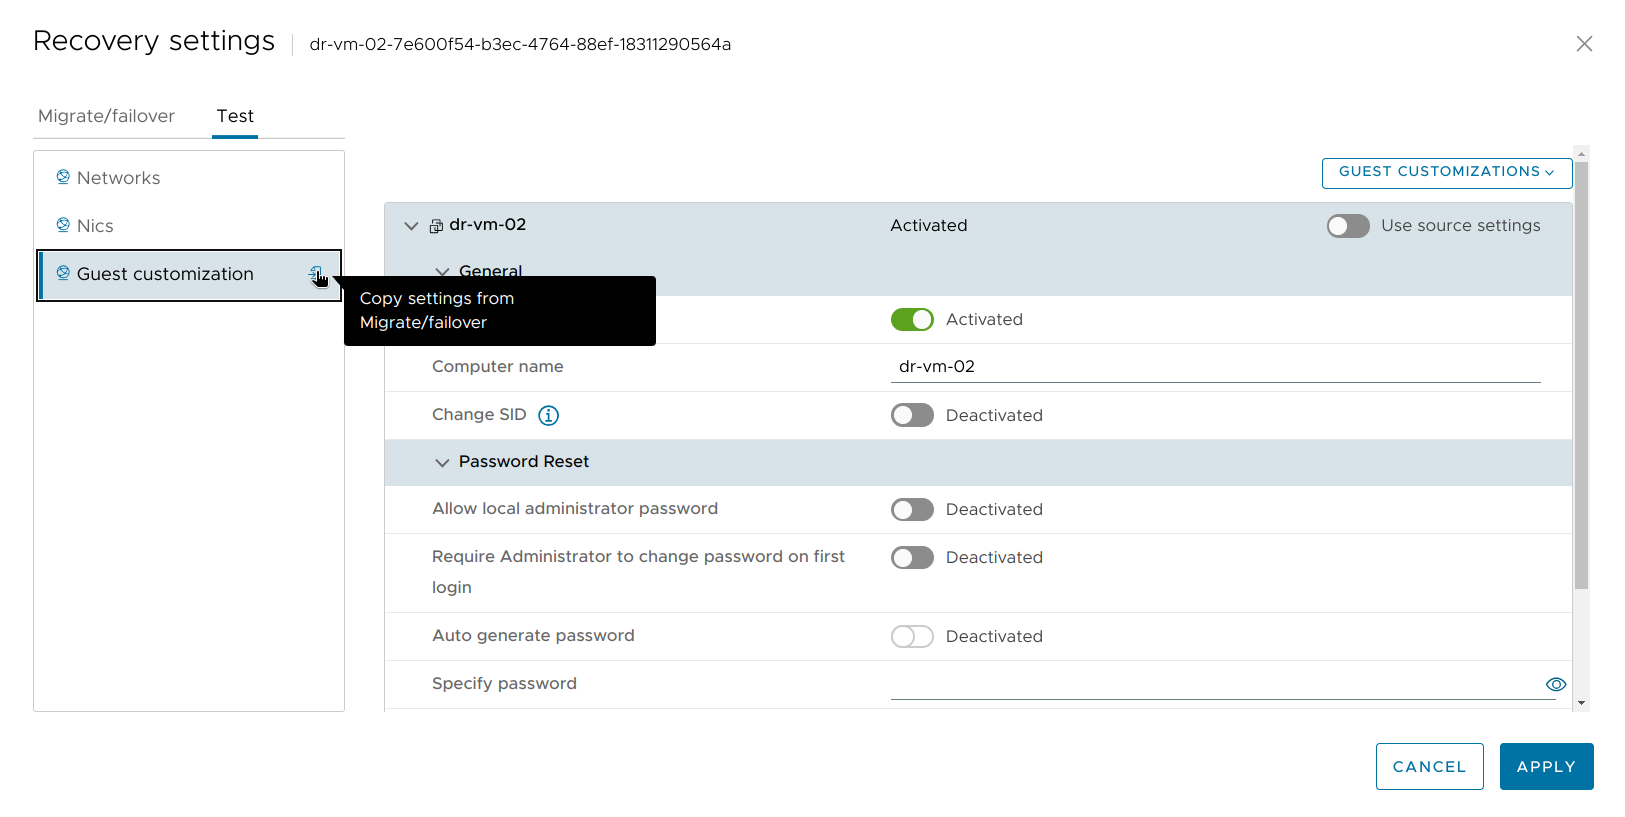 Recovery settings
dr-vm-02-7e600f54-b3ec-4764-88ef-18311290564a
Migrate/failover
Test
Networks
Nics
Guest customization
Copy settings from
Migrate/failover
GUEST CUSTOMIZATIONS
dr-vm-02
Activated
Use source settings
General
Activated
Computer name
dr-vm-02
Change SID
Deactivated
Password Reset
Allow local administrator password
Deactivated
Require Administrator to change password on first
login
Deactivated
Auto generate password
Deactivated
Specify password
CANCEL
APPLY